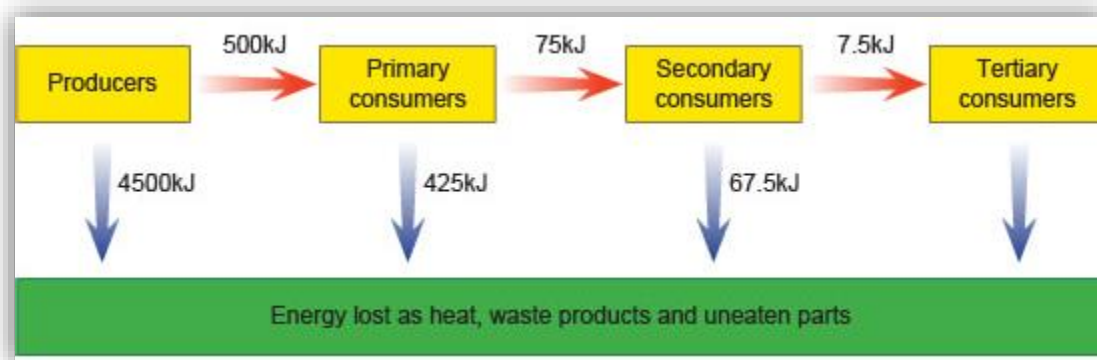 500kJ
75kJ
7.5kJ
Producers
Primary
consumers
Secondary
consumers
Tertiary
consumers
4500kJ
425kJ
67.5kJ
Energy lost as heat, waste products and uneaten parts